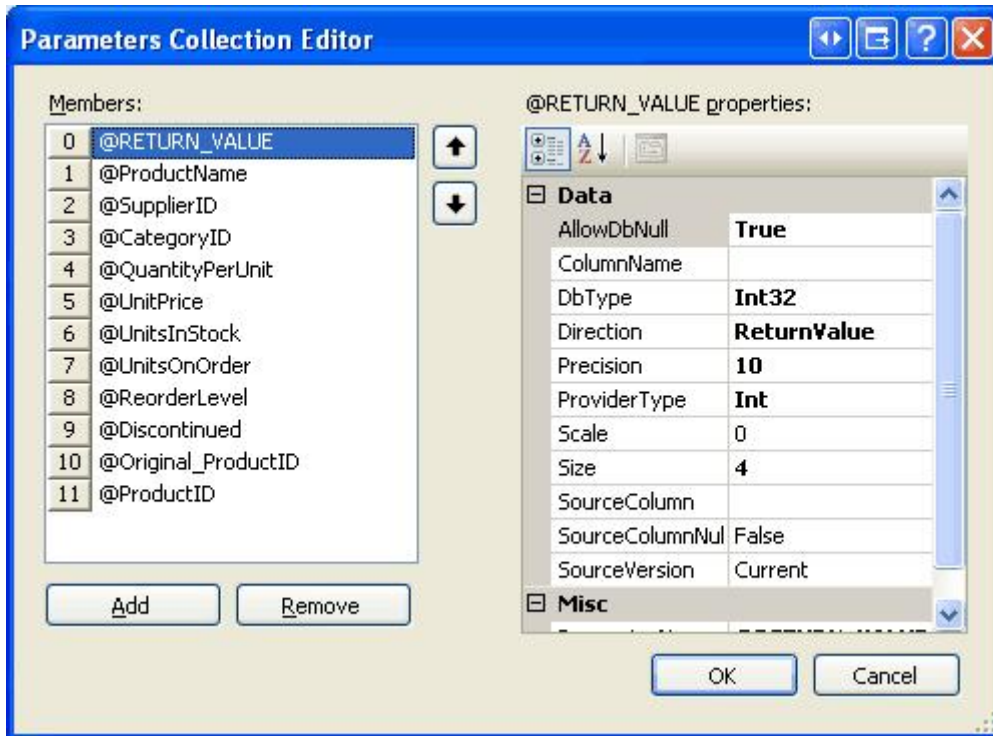 Parameters Collection Editor
Members:
0 @RETURN_VALUE
1 @ProductName
2 @SupplierID
3 @CategoryID
4 @QuantityPerUnit
5 @UnitPrice
6 @UnitsInStock
7 @UnitsOnOrder
8 @ReorderLevel
9 @Discontinued
10 @Original_ProductID
11 @ProductID
Add Remove
@RETURN_VALUE properties:
Data
AllowDbNull True
ColumnName
DbType Int32
Direction ReturnValue
Precision 10
ProviderType Int
Scale 0
Size 4
SourceColumn
SourceColumnNul False
SourceVersion Current
Misc
OK Cancel